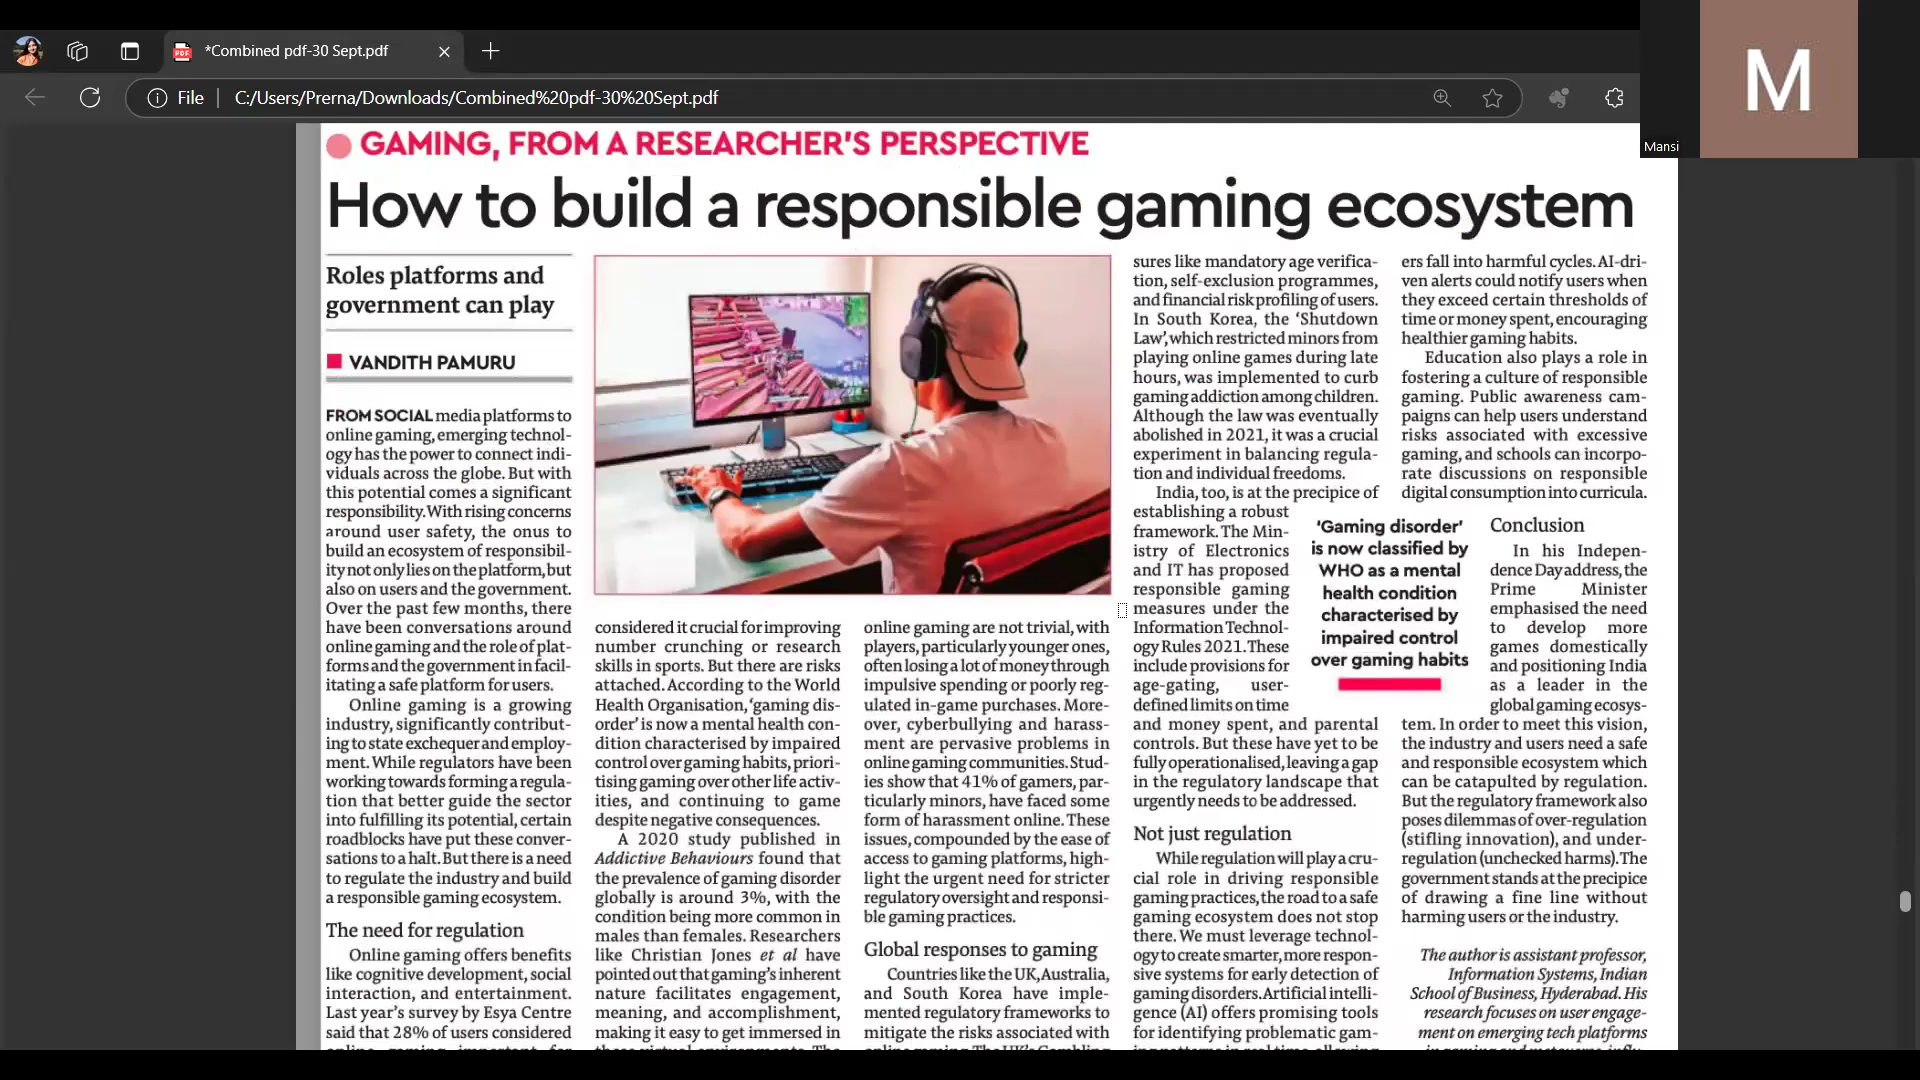 *Combined pdf-30 Sept.pdf
File
C:/Users/Prerna/Downloads/Combined%20pdf-30%20Sept.pdf
M
Mansi
GAMING, FROM A RESEARCHER'S PERSPECTIVE
How to build a responsible gaming ecosystem
Roles platforms and
government can play
VANDITH PAMURU
FROM SOCIAL media platforms to
online gaming, emerging technol-
ogy has the power to connect indi-
viduals across the globe. But with
this potential comes a significant
responsibility. With rising concerns
around user safety, the onus to
build an ecosystem of responsibil-
ity not only lies on the platform, but
also on users and the government.
Over the past few months, there
have been conversations around
online gaming and the role of plat-
forms and the government in facil-
itating a safe platform for users.
Online gaming is a growing
industry, significantly contribut-
ing to state exchequer and employ-
ment. While regulators have been
working towards forming a regula-
tion that better guide the sector
into fulfilling its potential, certain
roadblocks have put these conver-
sations to a halt. But there is a need
to regulate the industry and build
a responsible gaming ecosystem.
The need for regulation
Online gaming offers benefits
like cognitive development, social
interaction, and entertainment.
Last year's survey by Esya Centre
said that 28% of users considered
online gaming important for
considered it crucial for improving
number crunching or research
skills in sports. But there are risks
attached. According to the World
Health Organisation, 'gaming dis-
order' is now a mental health con-
dition characterised by impaired
control over gaming habits, priori-
tising gaming over other life activ-
ities, and continuing to game
despite negative consequences.
A 2020 study published in
Addictive Behaviours found that
the prevalence of gaming disorder
globally is around 3%, with the
condition being more common in
males than females. Researchers
like Christian Jones et al have
pointed out that gaming's inherent
nature facilitates engagement,
meaning, and accomplishment,
making it easy to get immersed in
these virtual environments. The
online gaming are not trivial, with
players, particularly younger ones,
often losing a lot of money through
impulsive spending or poorly reg-
ulated in-game purchases. More-
over, cyberbullying and harass-
ment are pervasive problems in
online gaming communities. Stud-
ies show that 41% of gamers, par-
ticularly minors, have faced some
form of harassment online. These
issues, compounded by the ease of
access to gaming platforms, high-
light the urgent need for stricter
regulatory oversight and responsi-
ble gaming practices.
Global responses to gaming
Countries like the UK, Australia,
and South Korea have imple-
mented regulatory frameworks to
mitigate the risks associated with
online gaming. The UK's Gambling
sures like mandatory age verifica-
tion, self-exclusion programmes,
and financial risk profiling of users.
In South Korea, the 'Shutdown
Law', which restricted minors from
playing online games during late
hours, was implemented to curb
gaming addiction among children.
Although the law was eventually
abolished in 2021, it was a crucial
experiment in balancing regula-
tion and individual freedoms.
India, too, is at the precipice of
establishing a robust
framework. The Min-
istry of Electronics
and IT has proposed
responsible gaming
measures under the
Information Technol-
ogy Rules 2021. These
include provisions for
age-gating, user-
defined limits on time
and money spent, and parental
controls. But these have yet to be
fully operationalised, leaving a gap
in the regulatory landscape that
urgently needs to be addressed.
Not just regulation
While regulation will play a cru-
cial role in driving responsible
gaming practices, the road to a safe
gaming ecosystem does not stop
there. We must leverage technol-
ogy to create smarter, more respon-
sive systems for early detection of
gaming disorders. Artificial intelli-
gence (AI) offers promising tools
for identifying problematic gam-
ing patterns in real time, allowing
'Gaming disorder'
is now classified by
WHO as a mental
health condition
characterised by
impaired control
over gaming habits
ers fall into harmful cycles. AI-dri-
ven alerts could notify users when
they exceed certain thresholds of
time or money spent, encouraging
healthier gaming habits.
Education also plays a role in
fostering a culture of responsible
gaming. Public awareness cam-
paigns can help users understand
risks associated with excessive
gaming, and schools can incorpo-
rate discussions on responsible
digital consumption into curricula.
Conclusion
In his Indepen-
dence Day address, the
Prime Minister
emphasised the need
to develop more
games domestically
and positioning India
as a leader in the
global gaming ecosys-
tem. In order to meet this vision,
the industry and users need a safe
and responsible ecosystem which
can be catapulted by regulation.
But the regulatory framework also
poses dilemmas of over-regulation
(stifling innovation), and under-
regulation (unchecked harms). The
government stands at the precipice
of drawing a fine line without
harming users or the industry.
The author is assistant professor,
Information Systems, Indian
School of Business, Hyderabad. His
research focuses on user engage-
ment on emerging tech platforms
in gaming and metaverse, influ-